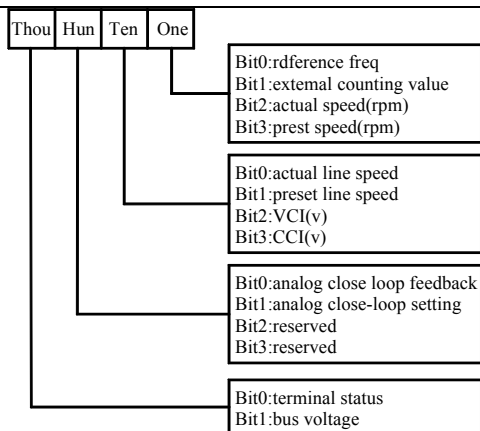 Thou Hun Ten One
Bit0:rdference freq
Bit1:extemal counting value
Bit2:actual speed(rpm)
Bit3:prest speed(rpm)
Bit0:actual line speed
Bit1:preset line speed
Bit2:VCI(v)
Bit3:CCI(v)
Bit0:analog close loop feedback
Bit1:analog close-loop setting
Bit2:reserved
Bit3:reserved
Bit0:terminal status
Bit1:bus voltage